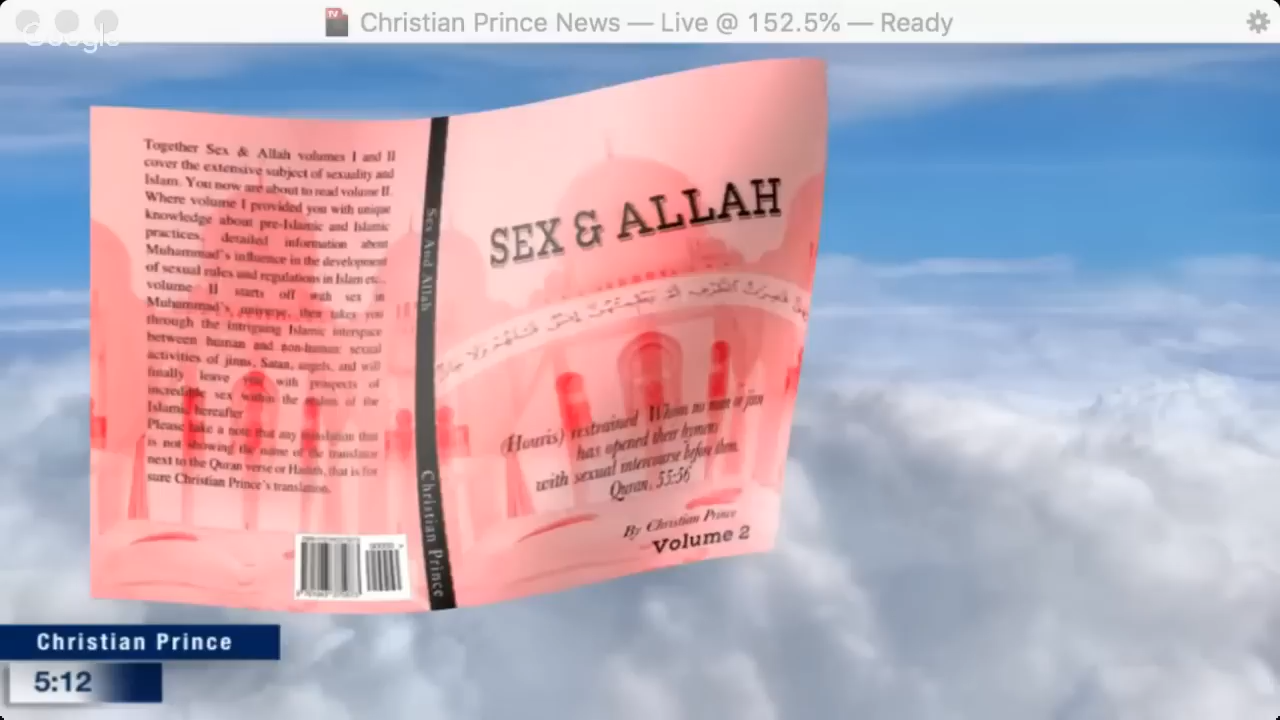 Christian Prince News — Live @ 152.5% — Ready
Google
Together Sex & Allah volumes I and II
cover the extensive subject of sexuality and
Islam. You now are about to read volume II.
Where volume I provided you with unique
knowledge about pre-Islamic and Islamic
practices, detailed information about
Muhammad's influence in the development
of sexual rules and regulations in Islam etc.,
volume II starts off with sex in
Muhammad's universe, then takes you
through the intriguing Islamic interspace
between human and non-human sexual
activities of jinns, Satan, angels, and will
finally leave you with prospects of
incredible sex within the realm of the
Islamic hereafter
Please take a note that any translation that
is not showing the name of the translator
next to the Quran verse or Hadith, that is for
sure Christian Prince's translation.
Sex And Allah
Christian Prince
SEX & ALLAH
(Houris) restrained Whom no man or jinn
has opened their hymens
with sexual intercourse before them.
Quran, 55:56
By Christian Prince
Volume 2
Christian Prince
5:12